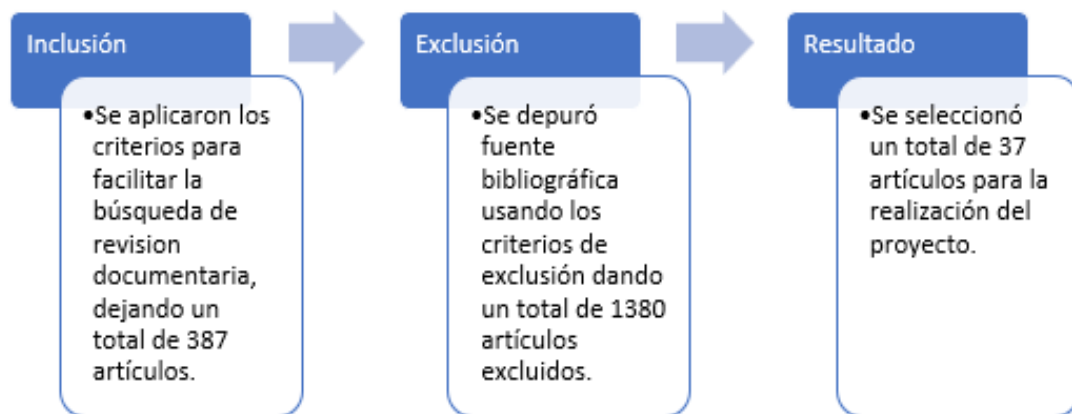 Inclusión
•Se aplicaron los
criterios para
facilitar la
búsqueda de
revision
documentaria,
dejando un
total de 387
artículos.
Exclusión
•Se depuró
fuente
bibliográfica
usando los
criterios de
exclusión dando
un total de 1380
artículos
excluidos.
Resultado
•Se seleccionó
un total de 37
artículos para la
realización del
proyecto.